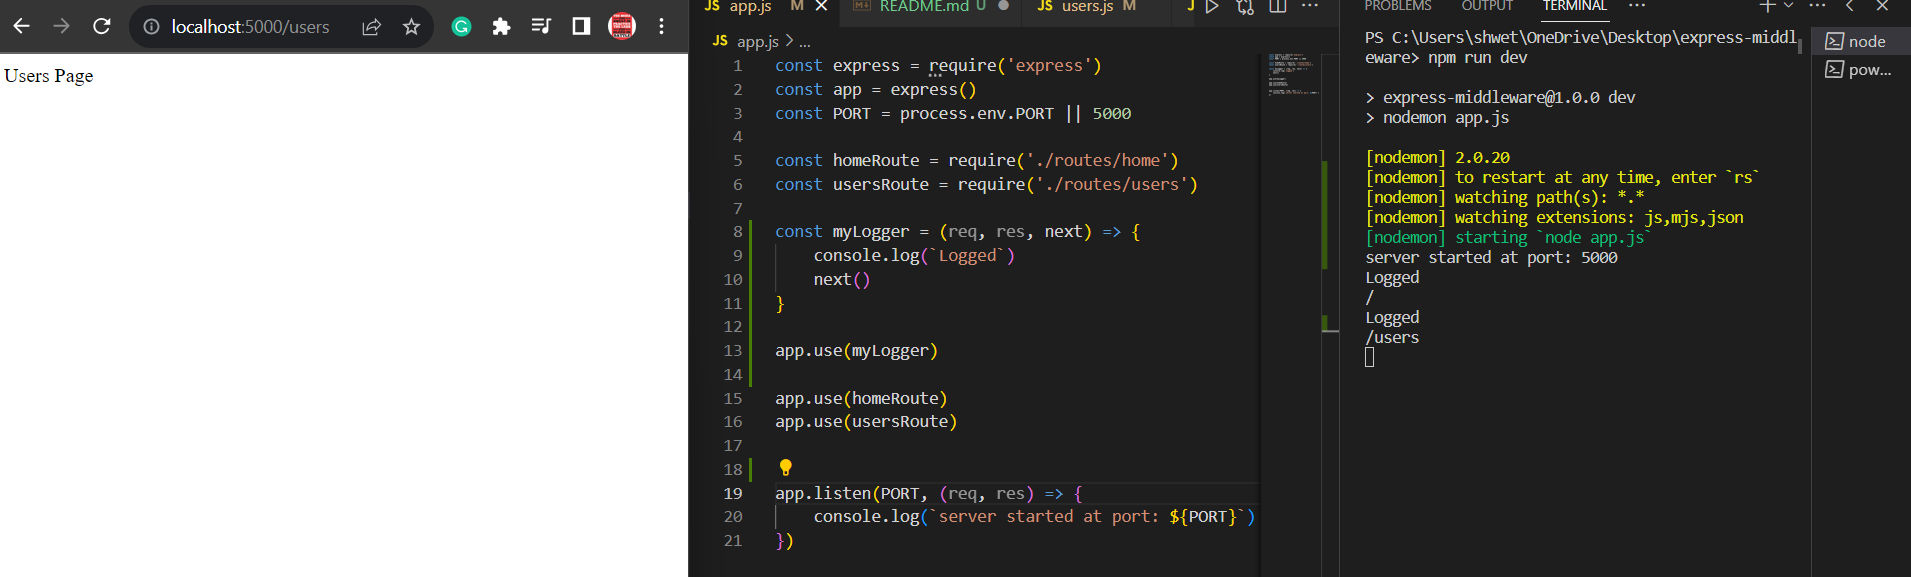 localhost:5000/users
Users Page
JS app.js M
README.md U
JS users.js M
J
JS app.js > ...
1 const express = require('express')
2 const app = express()
3 const PORT = process.env.PORT || 5000
4
5 const homeRoute = require('./routes/home')
6 const usersRoute = require('./routes/users')
7
8 const myLogger = (req, res, next) => {
9 console.log(`Logged`)
10 next()
11 }
12
13 app.use(myLogger)
14
15 app.use(homeRoute)
16 app.use(usersRoute)
17
18
19 app.listen(PORT, (req, res) => {
20 console.log(`server started at port: ${PORT}`)
21 })
PROBLEMS OUTPUT TERMINAL ...
PS C:\Users\shwet\OneDrive\Desktop\express-middl
eware> npm run dev
> express-middleware@1.0.0 dev
> nodemon app.js
[nodemon] 2.0.20
[nodemon] to restart at any time, enter `rs`
[nodemon] watching path(s): *.*
[nodemon] watching extensions: js,mjs,json
[nodemon] starting `node app.js`
server started at port: 5000
Logged
/
Logged
/users
node
pow...